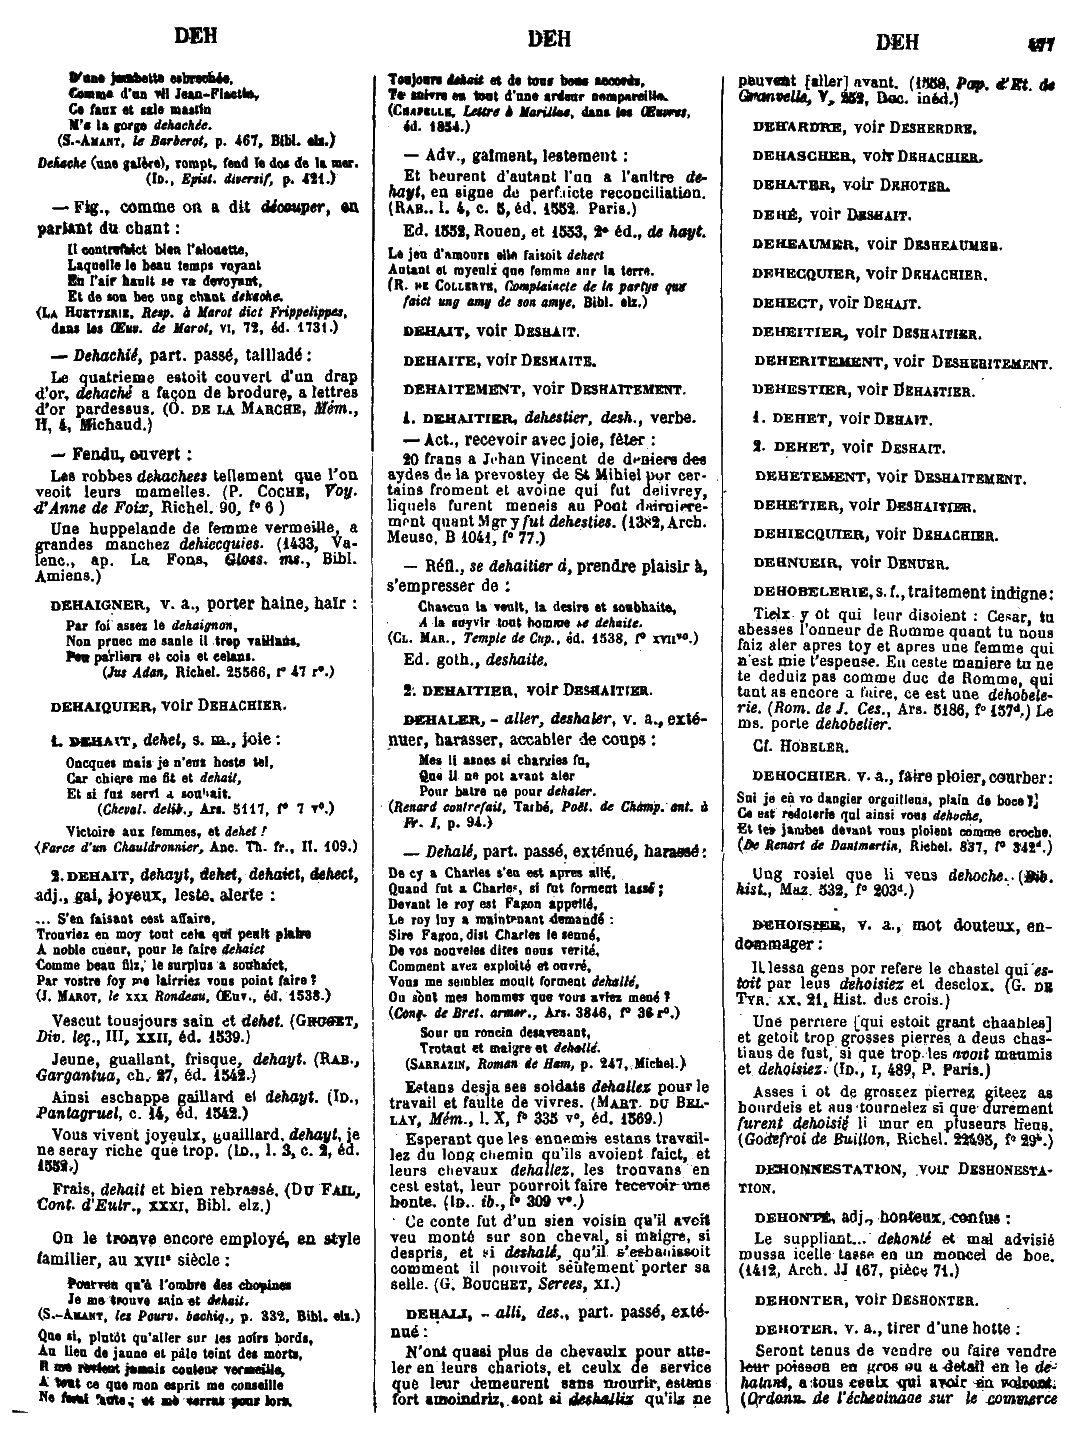 DEH
DEH
DEH
D'une jambette esbrechée,
Comme d'un vil Jean-Flacthe,
Ce faux et sale mastin
M'a la gorge dehachée.
(S.-AMANT, le Barberot, p. 467, Bibl. elz.)
Dehache (une galère), rompt, fend le dos de la mer.
(ID., Epist. diversif, p. 421.)
— Fig., comme on a dit découper, en
parlant du chant :
Il contrefaict bien l'alouette,
Laquelle le beau temps voyant
En l'air hault se va devoyant,
Et de son bec ung chant dehache.
(LA HUETTERIE, Resp. à Marot dict Frippelippes,
dans les Œuv. de Marot, VI, 72, éd. 1731.)
— Dehachié, part. passé, tailladé :
Le quatrieme estoit couvert d'un drap
d'or, dehaché a façon de brodure, a lettres
d'or pardessus. (O. DE LA MARCHE, Mém.,
II, 4, Michaud.)
— Fendu, ouvert :
Les robbes dehachees tellement que l'on
veoit leurs mamelles. (P. COCHE, Voy.
d'Anne de Foix, Richel. 90, f° 6)
Une huppelande de femme vermeille, a
grandes manchez dehiecquies. (1433, Va-
lenc., ap. La Fons, Gloss. ms., Bibl.
Amiens.)
DEHAIGNER, v. a., porter haine, haïr :
Par foi assez le dehaignon,
Non pruec me sanle il trop vaillans,
Peu parliers et cois et celans.
(Jus Adan, Richel. 25566, f° 47 r°.)
DEHAIQUIER, voir DEHACHIER.
1. DEHAIT, dehet, s. m., joie :
Oncques mais je n'eus hoste tel,
Car chiere me fit et dehait,
Et si fuz servi a souhait.
(Cheval. delib., Ars. 5117, f° 7 v°.)
Victoire aux femmes, et dehet !
(Farce d'un Chauldronnier, Anc. Th. fr., II. 109.)
2. DEHAIT, dehayt, dehet, dehaict, dehect,
adj., gai, joyeux, leste, alerte :
... S'en faisant cest affaire,
Trouviez en moy tout cela qui peult plaire
A noble cueur, pour le faire dehaict
Comme beau filz, le surplus a souhaict,
Par vostre foy me lairriez vous point faire ?
(J. MAROT, le XXX Rondeau, Œuv., éd. 1538.)
Vescut tousjours sain et dehet. (GRUGET,
Div. leç., III, XXII, éd. 1539.)
Jeune, guallant, frisque, dehayt. (RAB.,
Gargantua, ch. 27, éd. 1542.)
Ainsi eschappe gaillard et dehayt. (ID.,
Pantagruel, c. 14, éd. 1542.)
Vous vivent joyeulx, guaillard, dehayt, je
ne seray riche que trop. (ID., l. 3, c. 2, éd.
1552.)
Frais, dehait et bien rebrassé. (DU FAIL,
Cont. d'Eutr., XXXI, Bibl. elz.)
On le trouve encore employé, en style
familier, au XVIIe siècle :
Pourveu qu'à l'ombre des chopines
Je me trouve sain et dehait.
(S.-AMANT, les Pourv. bachiq., p. 332, Bibl. elz.)
Que si, plutôt qu'aller sur les noirs bords,
Au lieu de jaune et pâle teint des morts,
Il me revient jamais couleur vermeille,
A tout ce que mon esprit me conseille
Ne ferai faute, et me verras pour lors,
Toujours dehait et de tous bons accords,
Te suivre en tout d'une ardeur nompareille.
(CHAPELLE, Lettre à Marillac, dans les Œuvres,
éd. 1854.)
— Adv., gaiment, lestement :
Et beurent d'autant l'un a l'aultre de-
hayt, en signe de perfaicte reconciliation.
(RAB., l. 4, c. 5, éd. 1552. Paris.)
Ed. 1552, Rouen, et 1553, 2e éd., de hayt.
Le jeu d'amours elle faisoit dehect
Autant et myeulx que femme sur la terre.
(R. DE COLLERYE, Complaincte de la partye que
faict ung amy de son amye, Bibl. elz.)
DEHAIT, voir DESHAIT.
DEHAITE, voir DESHAITE.
DEHAITEMENT, voir DESHAITEMENT.
1. DEHAITIER, dehestier, desh., verbe.
— Act., recevoir avec joie, fêter :
20 frans a Jehan Vincent de deniers des
aydes de la prevostey de St Mihiel pour cer-
tains froment et avoine qui fut delivrey,
liquels furent meneis au Pont dairriere-
ment quant Mgr y fut dehesties. (1382, Arch.
Meuse, B 1041, f° 77.)
— Réfl., se dehaitier a, prendre plaisir à,
s'empresser de :
Chascun la veult, la desire et soubhaite,
A la suyvir tout homme se dehaite.
(CL. MAR., Temple de Cup., éd. 1538, f° XVIIvo.)
Ed. goth., deshaite.
2. DEHAITIER, voir DESHAITIER.
DEHALER, - aller, deshaler, v. a., exté-
nuer, harasser, accabler de coups :
Mes li asnes si chargies fu,
Que il ne pot avant aler
Pour batre ne pour dehaler.
(Renard contrefait, Tarbé, Poët. de Champ. ant. à
Fr. I, p. 94.)
— Dehalé, part. passé, exténué, harassé :
De cy a Charles s'en est apres allé,
Quand fut a Charles, si fut forment lassé ;
Devant le roy est Fagon appellé,
Le roy luy a maintenant demandé :
Sire Fagon, dist Charles le senné,
De vos nouveles dites nous verité,
Comment avez exploité et ouvré,
Vous me semblez moult forment dehallé,
Ou sont mes hommes que vous aviez mené ?
(Conq. de Bret. armor., Ars. 3846, f° 36 r°.)
Sour un roncin desavenant,
Trotant et maigre et dehallé.
(SARRAZIN, Roman de Ham, p. 247, Michel.)
Estans desja ses soldats dehallez pour le
travail et faulte de vivres. (MART. DU BEL-
LAY, Mém., l. X, f° 335 v°, éd. 1569.)
Esperant que les ennemis estans travail-
lez du long chemin qu'ils avoient faict, et
leurs chevaux dehallez, les trouvans en
cest estat, leur pourroit faire recevoir une
honte. (ID., ib., f° 309 v°.)
Ce conte fut d'un sien voisin qu'il avoit
veu monté sur son cheval, si maigre, si
despris, et si deshalé, qu'il s'esbauissoit
comment il pouvoit seulement porter sa
selle. (G. BOUCHET, Serees, XI.)
DEHALI, - alli, des., part. passé, exté-
nué :
N'ont quasi plus de chevaulx pour atte-
ler en leurs chariots, et ceulx de service
que leur demeurent sans mourir, estans
fort amoindriz, sont si deshalliz qu'ils ne
peuvent [aller] avant. (1558, Pap. d'Et. de
Granvelle, V, 252, Doc. inéd.)
DEHARDRE, voir DESHERDRE.
DEHASCHER, voir DEHACHIER.
DEHATER, voir DEHOTER.
DEHÉ, voir DESHAIT.
DEHEAUMER, voir DESHEAUMER.
DEHECQUIER, voir DEHACHIER.
DEHECT, voir DEHAIT.
DEHEITIER, voir DESHAITIER.
DEHERITEMENT, voir DESHERITEMENT.
DEHESTIER, voir DEHAITIER.
1. DEHET, voir DEHAIT.
2. DEHET, voir DESHAIT.
DEHETEMENT, voir DESHAITEMENT.
DEHETIER, voir DESHAITIER.
DEHIECQUIER, voir DEHACHIER.
DEHNUEIR, voir DENUER.
DEHOBELERIE, s. f., traitement indigne:
Tielx y ot qui leur disoient : Cesar, tu
abesses l'onneur de Romme quant tu nous
faiz aler apres toy et apres une femme qui
n'est mie t'espeuse. En ceste maniere tu ne
te deduiz pas comme duc de Romme, qui
tant as encore a faire, ce est une dehobele-
rie. (Rom. de J. Ces., Ars. 5186, f° 157d.) Le
ms. porte dehobelier.
Cf. HOBELER.
DEHOCHIER. v. a., faire ploier, courber:
Sui je en vo dangier orguillens, plain de boce ?
Ce est redoterie qui ainsi vous dehoche,
Et les jambes devant vous ploient comme croche.
(De Renart de Dantmartin, Richel. 837, f° 342d.)
Ung rosiel que li vens dehoche. (Bib.
hist., Maz. 532, f° 203d.)
DEHOISIER, v. a., mot douteux, en-
dommager :
Il lessa gens por refere le chastel qui es-
toit par leus dehoisiez et desclox. (G. DE
TYR, XX, 21, Hist. des crois.)
Une perriere [qui estoit grant chaables]
et getoit trop grosses pierres a deus chas-
tiaus de fust, si que trop les avoit maumis
et dehoisiez. (ID., I, 489, P. Paris.)
Asses i ot de grossez pierrez giteez as
bourdeis et aus tournelez si que durement
furent dehoisié li mur en pluseurs lieus.
(Godefroi de Buillon, Richel. 22495, f° 29b.)
DEHONNESTATION, voir DESHONESTA-
TION.
DEHONTÉ, adj., honteux, confus :
Le suppliant... dehonté et mal advisié
mussa icelle tasse en un moncel de boe.
(1412, Arch. JJ 167, pièce 71.)
DEHONTER, voir DESHONTER.
DEHOTER, v. a., tirer d'une hotte :
Seront tenus de vendre ou faire vendre
leur poisson en gros ou a detail en le de-
halant, a tous ceulx qui avoir en volront.
(Ordonn. de l'échevinage sur le commerce